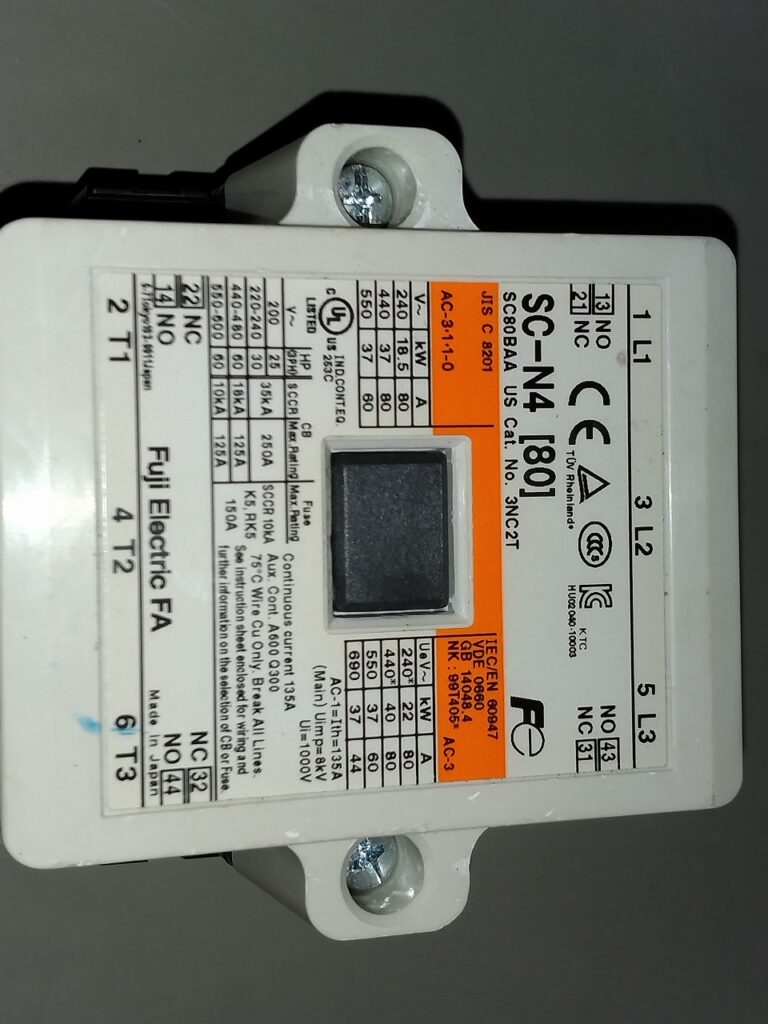 1 L1 3 L2 5 L3
13 NO NO 43
21 NC NC 31
TÜV Rheinland
K.TC
HU02040-10003
SC-N4 [80]
SC80BAA US Cat. No. 3NC2T
Fe
JIS C 8201
AC-3,1-1-0
V~ kW A
240 18.5 80
440 37 80
550 37 60
IEC/EN 60947
VDE 0660
GB 14048.4
NK : 99T405* AC-3
UeV~ kW A
240* 22 80
440* 40 80
550 37 60
690 37 44
AC-1=Ith=135A
(Main) Uimp=8kV
Ui=1000V
C UL US
LISTED
IND.CONT.EQ.
253C
V~ HP (3PH) SCCR CB Max.Rating Fuse Max.Rating
200 25 35kA 250A SCCR 10kA
220-240 30
440-480 60 18kA 125A K5, RK5
550-600 60 10kA 125A 150A
Continuous current 135A
Aux. Cont. A600 Q300
75°C Wire Cu Only. Break All Lines.
See instruction sheet enclosed for wiring and
further information on the selection of CB or Fuse.
22 NC NC 32
14 NO NO 44
Fuji Electric FA
Made in Japan
2 T1 4 T2 6 T3